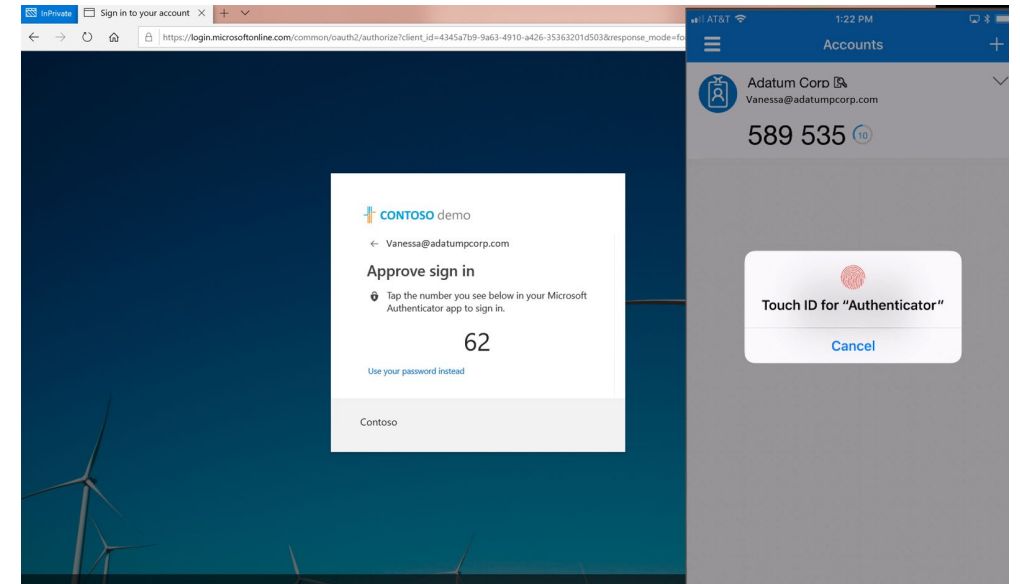 InPrivate
Sign in to your account
https://login.microsoftonline.com/common/oauth2/authorize?client_id=4345a7b9-9a63-4910-a426-35363201d503&response_mode=fo
CONTOSO demo
Vanessa@adatumpcorp.com
Approve sign in
Tap the number you see below in your Microsoft
Authenticator app to sign in.
62
Use your password instead
Contoso
AT&T
1:22 PM
Accounts
Adatum Corp
Vanessa@adatumpcorp.com
589 535
10
Touch ID for “Authenticator”
Cancel